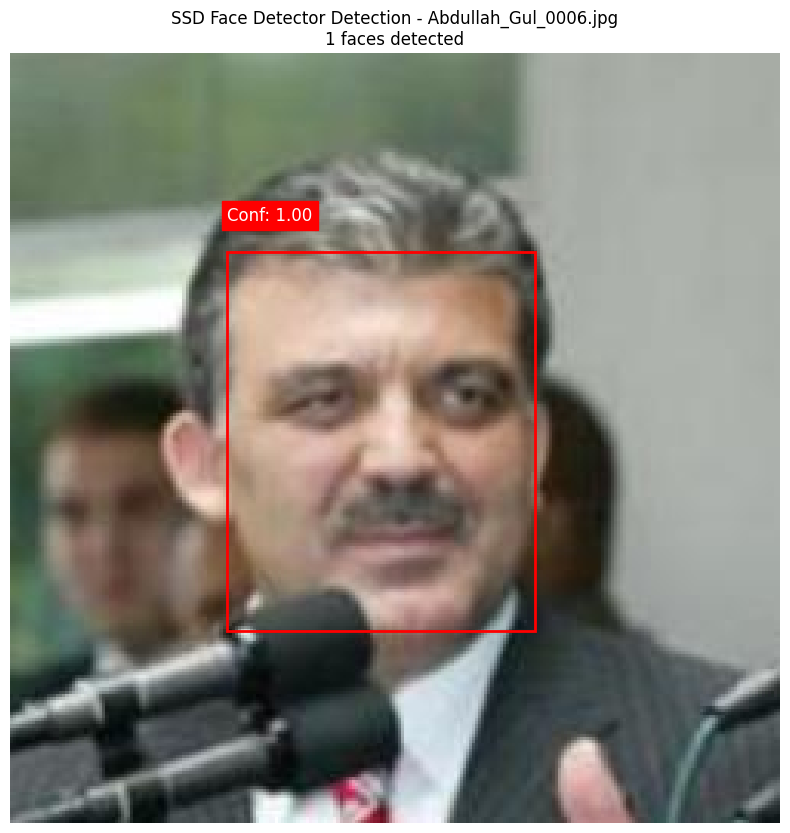 SSD Face Detector Detection - Abdullah_Gul_0006.jpg
1 faces detected
Conf: 1.00